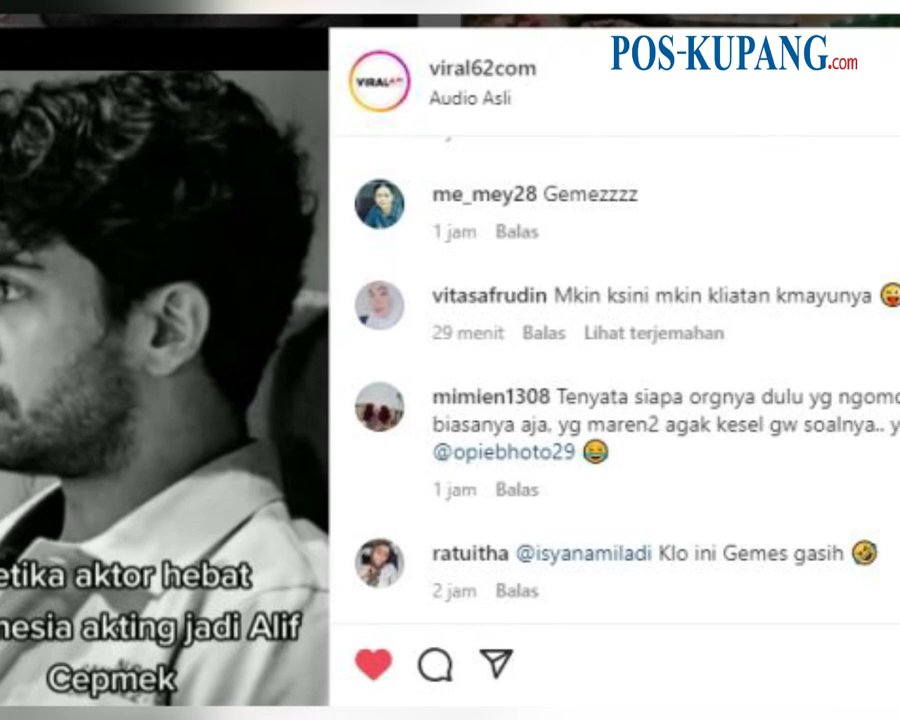 POS-KUPANG.com
viral62com
Audio Asli
me_mey28 Gemezzzz
1 jam Balas
vitasafrudin Mkin ksini mkin kliatan kmayunya 😜
29 menit Balas Lihat terjemahan
mimien1308 Tenyata siapa orgnya dulu yg
biasanya aja, yg maren2 agak kesel gw soalnya..
@opiebhoto29 😂
1 jam Balas
ratuitha @isyanamiladi Klo ini Gemes gasih 🤣
2 jam Balas
etika aktor hebat
nesia akting jadi Alif
Cepmek